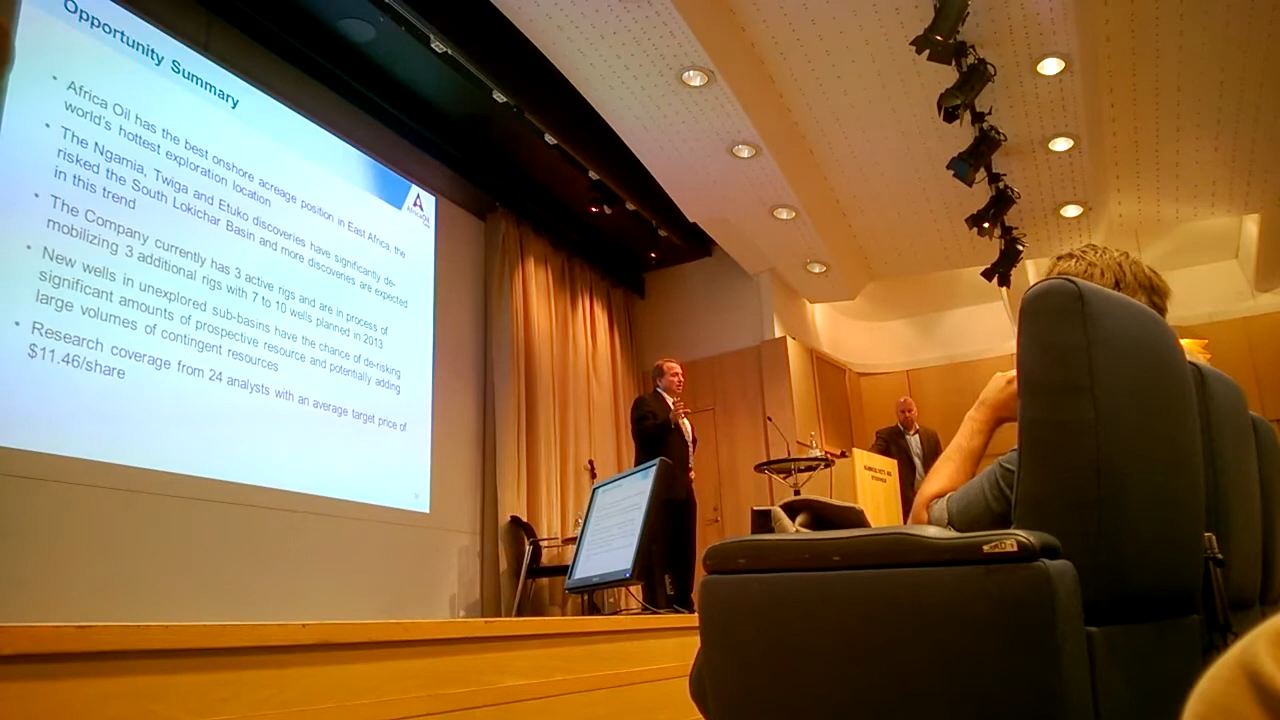 Opportunity Summary
• Africa Oil has the best onshore acreage position in East Africa, the
world's hottest exploration location
• The Ngamia, Twiga and Etuko discoveries have significantly de-
risked the South Lokichar Basin and more discoveries are expected
in this trend
• The Company currently has 3 active rigs and are in process of
mobilizing 3 additional rigs with 7 to 10 wells planned in 2013
• New wells in unexplored sub-basins have the chance of de-risking
significant amounts of prospective resource and potentially adding
large volumes of contingent resources
• Research coverage from 24 analysts with an average target price of
$11.46/share
AFRICAOIL